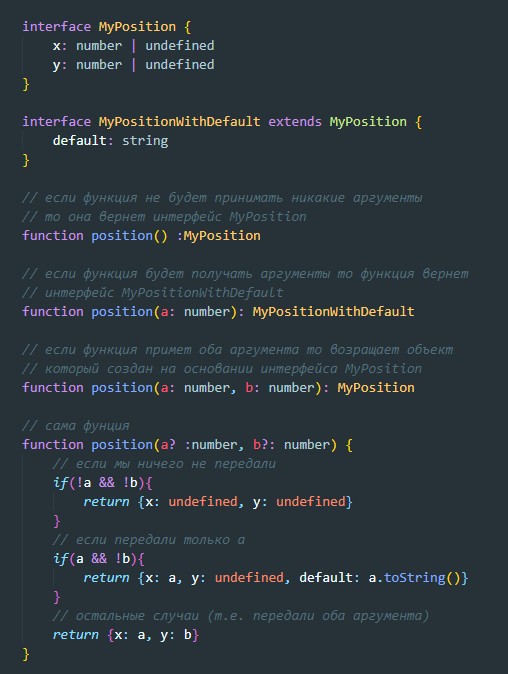 interface MyPosition {
    x: number | undefined
    y: number | undefined
}

interface MyPositionWithDefault extends MyPosition {
    default: string
}

// если функция не будет принимать никакие аргументы
// то она вернет интерфейс MyPosition
function position() :MyPosition

// если функция будет получать аргументы то функция вернет
// интерфейс MyPositionWithDefault
function position(a: number): MyPositionWithDefault

// если функция примет оба аргумента то возращает объект
// который создан на основании интерфейса MyPosition
function position(a: number, b: number): MyPosition

// сама фунция
function position(a? :number, b?: number) {
    // если мы ничего не передали
    if(!a && !b){
        return {x: undefined, y: undefined}
    }
    // если передали только a
    if(a && !b){
        return {x: a, y: undefined, default: a.toString()}
    }
    // остальные случаи (т.е. передали оба аргумента)
    return {x: a, y: b}
}